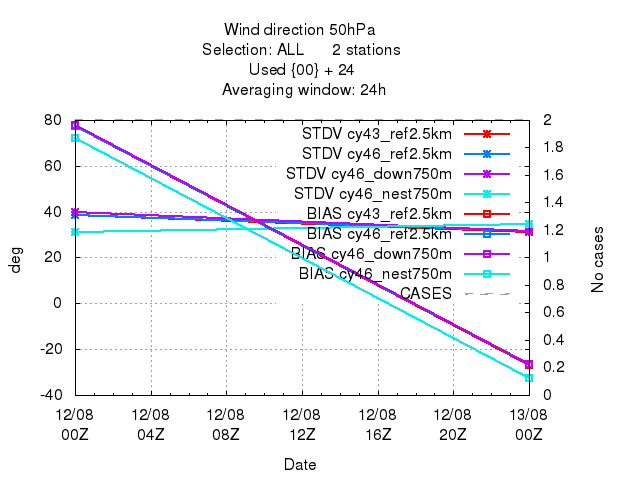 Wind direction 50hPa
Selection: ALL 2 stations
Used {00} + 24
Averaging window: 24h
80
60
40
20
0
-20
-40
deg
2
1.8
1.6
1.4
1.2
1
0.8
0.6
0.4
0.2
0
No cases
STDV cy43_ref2.5km
STDV cy46_ref2.5km
STDV cy46_down750m
STDV cy46_nest750m
BIAS cy43_ref2.5km
BIAS cy46_ref2.5km
BIAS cy46_down750m
BIAS cy46_nest750m
CASES
12/08 12/08 12/08 12/08 12/08 12/08 13/08
00Z 04Z 08Z 12Z 16Z 20Z 00Z
Date